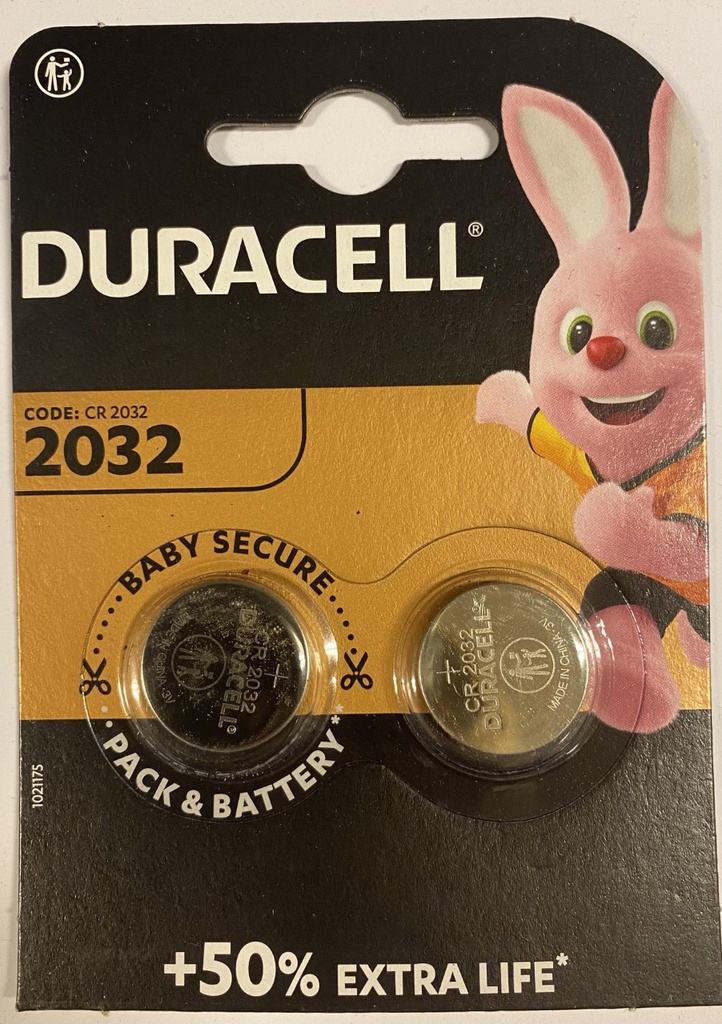 DURACELL®
CODE: CR 2032
2032
BABY SECURE
PACK & BATTERY**
CR 2032
DURACELL®
CR 2032
DURACELL
MADE IN CHINA 3V
1021175
+50% EXTRA LIFE*